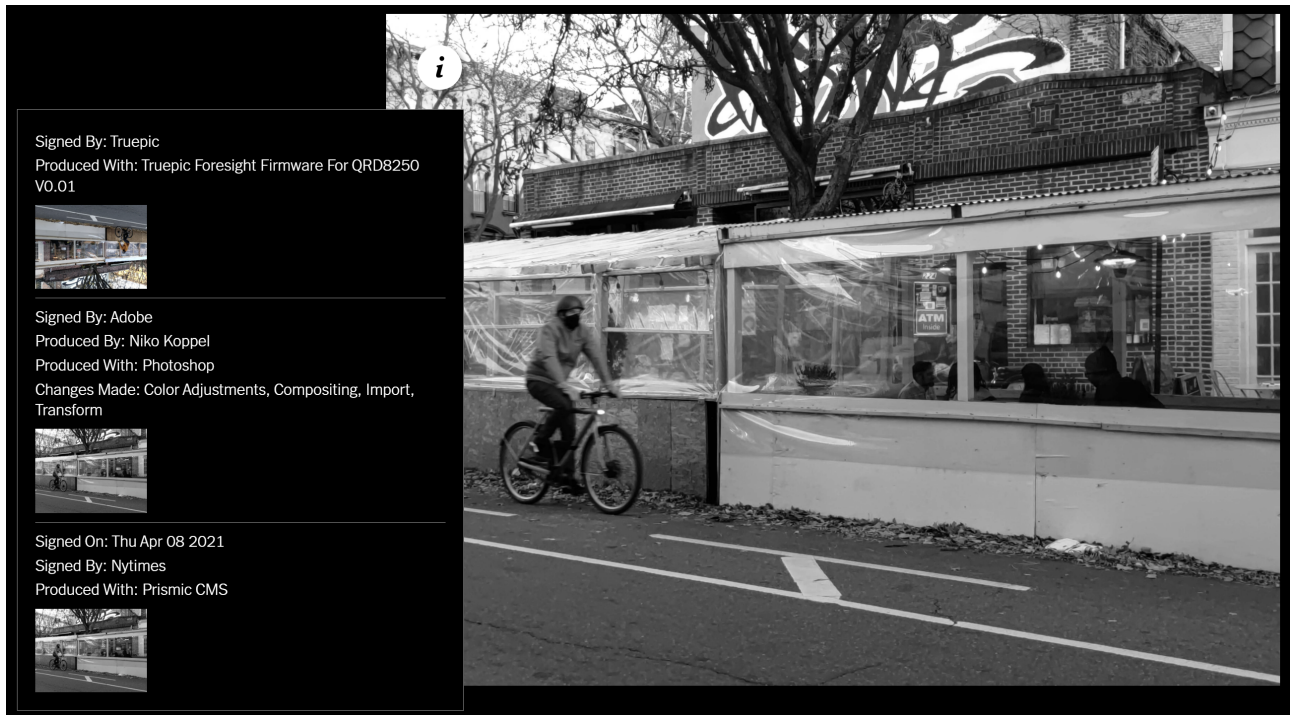 i
Signed By: Truepic
Produced With: Truepic Foresight Firmware For QRD8250
V0.01
Signed By: Adobe
Produced By: Niko Koppel
Produced With: Photoshop
Changes Made: Color Adjustments, Compositing, Import,
Transform
Signed On: Thu Apr 08 2021
Signed By: Nytimes
Produced With: Prismic CMS
224
ATM
Inside